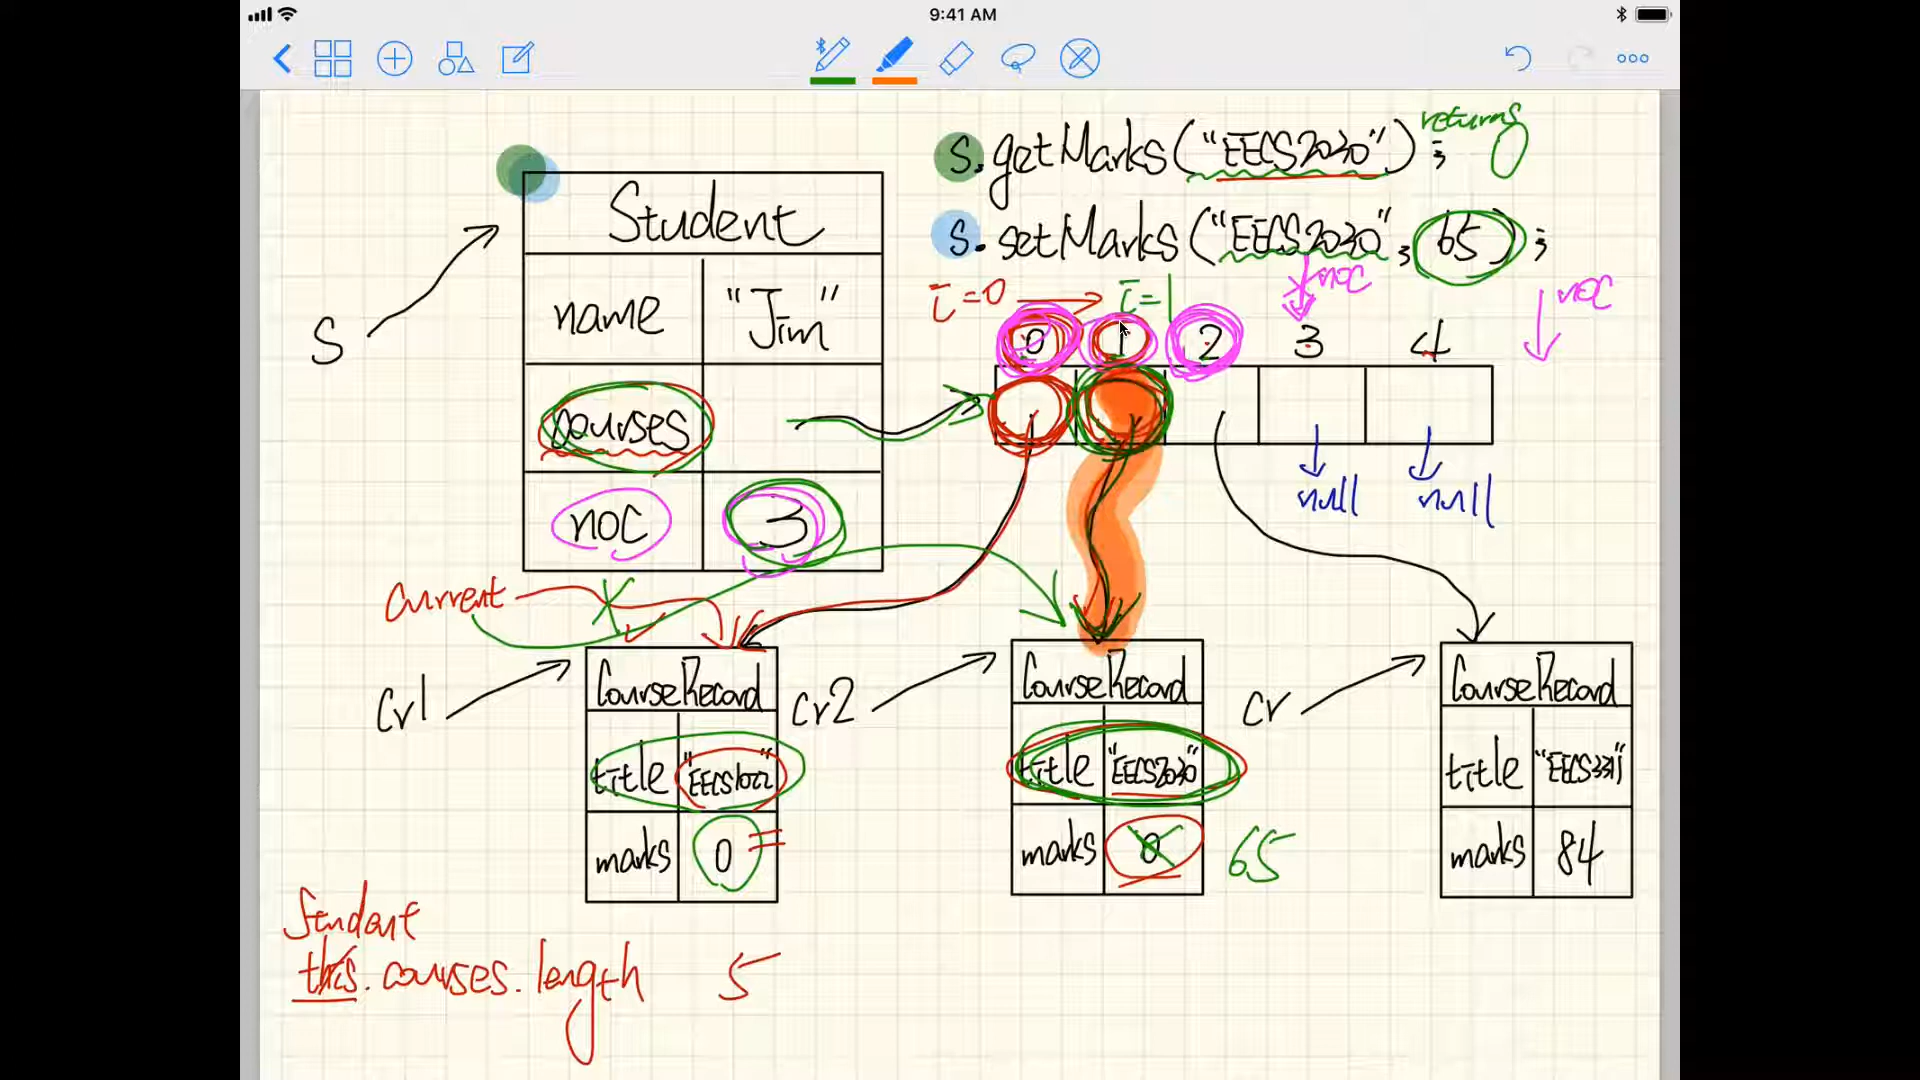 9:41 AM
returns
s.getMarks("EECS2030"); 0
s.setMarks("EECS2030", 65);
noc
noc
i=0 i=1
0 1 2 3 4
Student
name "Jim"
courses
noc 3
s
null null
current
cr1 cr2 cr
CourseRecord CourseRecord CourseRecord
title "EECS1022" title "EECS2030" title
marks 0 marks 0 65 marks 84
Student
this.courses.length 5